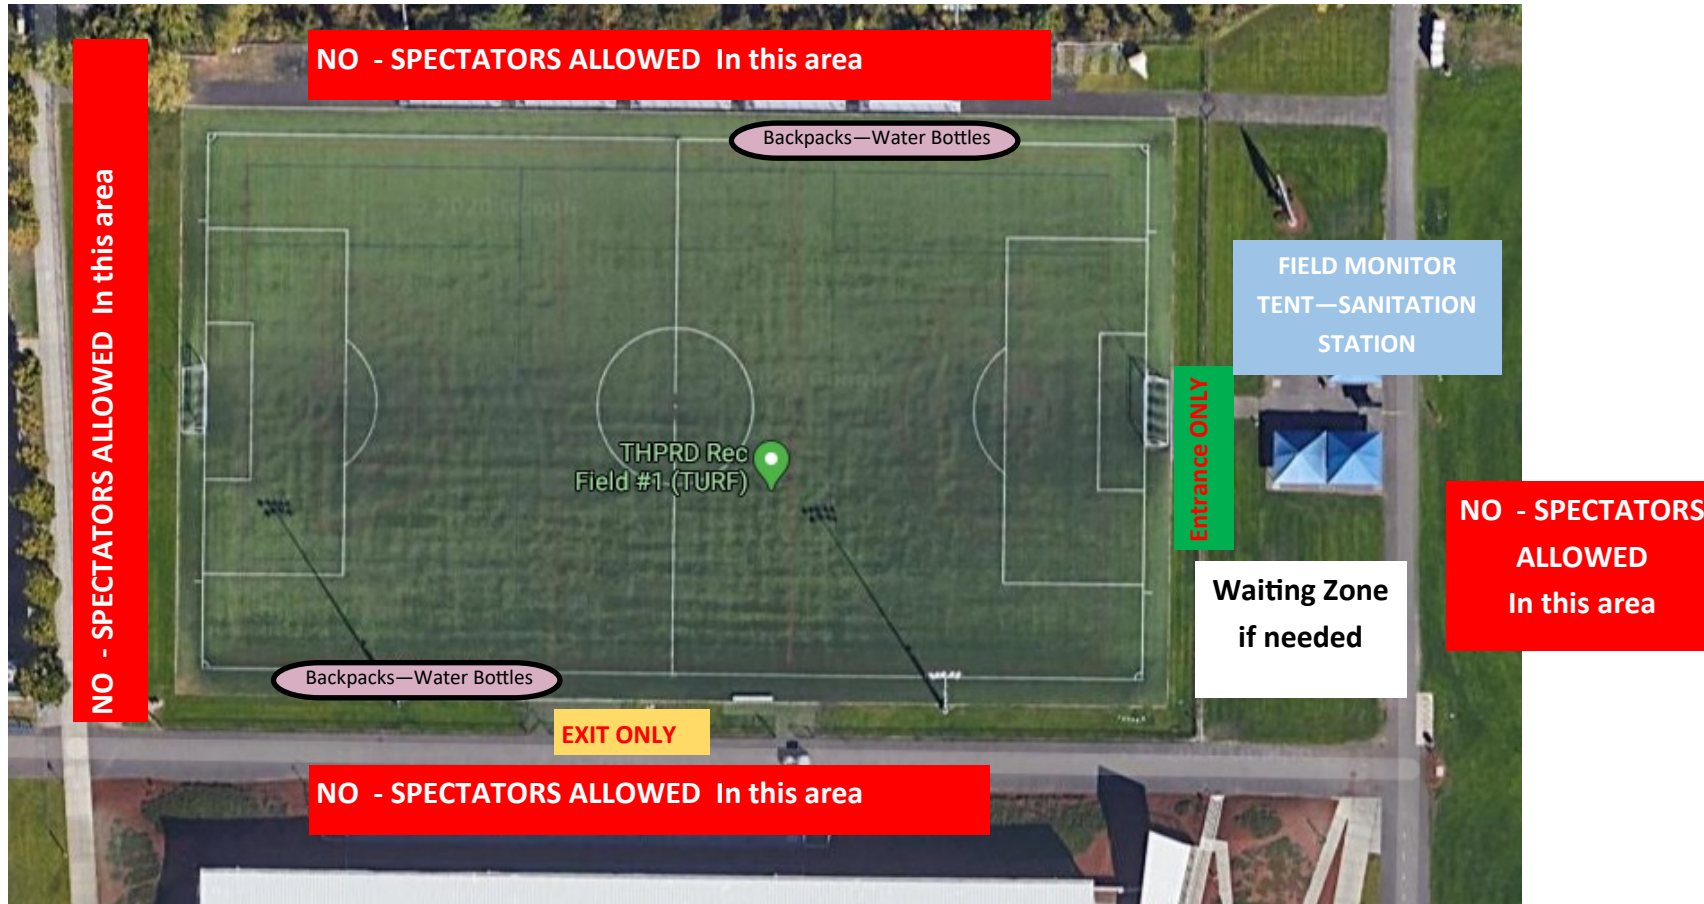 NO - SPECTATORS ALLOWED In this area
Backpacks—Water Bottles
NO - SPECTATORS ALLOWED In this area
FIELD MONITOR
TENT—SANITATION
STATION
Entrance ONLY
THPRD Rec
Field #1 (TURF)
NO - SPECTATORS
ALLOWED
In this area
Waiting Zone
if needed
Backpacks—Water Bottles
EXIT ONLY
NO - SPECTATORS ALLOWED In this area